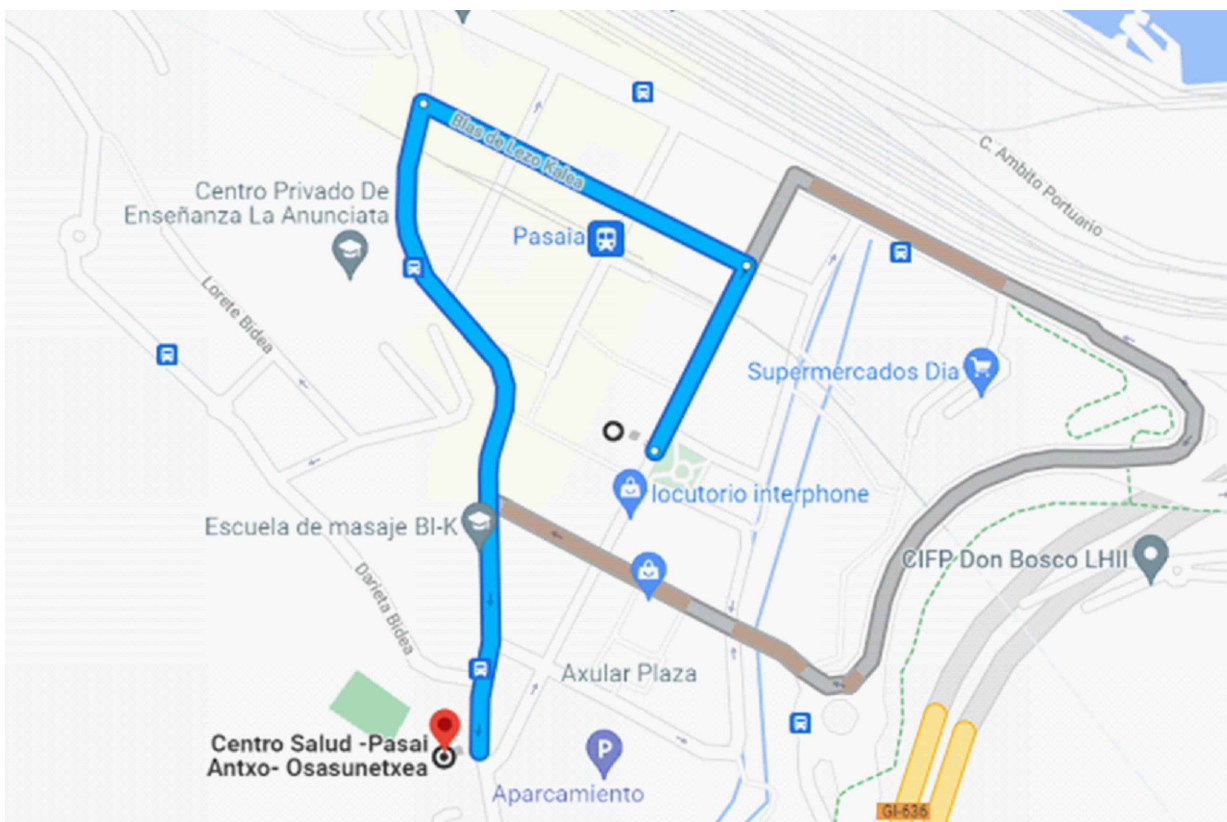 Blas de Lezo Kalea
C. Ambito Portuario
Centro Privado De
Enseñanza La Anunciata
Pasaia
Lorete Bidea
Supermercados Dia
locutorio interphone
Escuela de masaje BI-K
CIFP Don Bosco LHII
Darieta Bidea
Axular Plaza
Centro Salud -Pasai
Antxo- Osasunetxea
P
Aparcamiento
GI-636